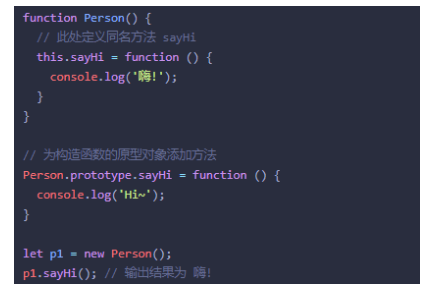 function Person() {
  // 此处定义同名方法 sayHi
  this.sayHi = function () {
    console.log('嗨!');
  }
}

// 为构造函数的原型对象添加方法
Person.prototype.sayHi = function () {
  console.log('Hi~');
}

let p1 = new Person();
p1.sayHi(); // 输出结果为 嗨!